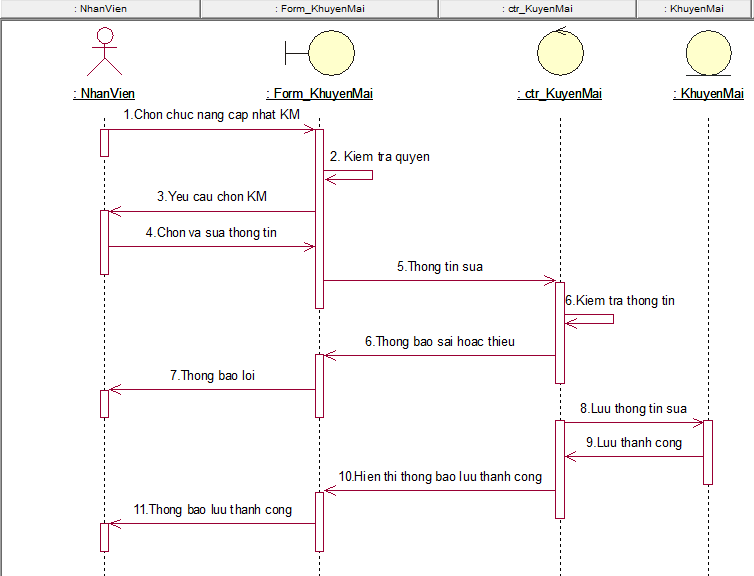 : NhanVien
: Form_KhuyenMai
: ctr_KuyenMai
: KhuyenMai
: NhanVien
: Form_KhuyenMai
: ctr_KuyenMai
: KhuyenMai
1.Chon chuc nang cap nhat KM
2. Kiem tra quyen
3.Yeu cau chon KM
4.Chon va sua thong tin
5.Thong tin sua
6.Kiem tra thong tin
6.Thong bao sai hoac thieu
7.Thong bao loi
8.Luu thong tin sua
9.Luu thanh cong
10.Hien thi thong bao luu thanh cong
11.Thong bao luu thanh cong